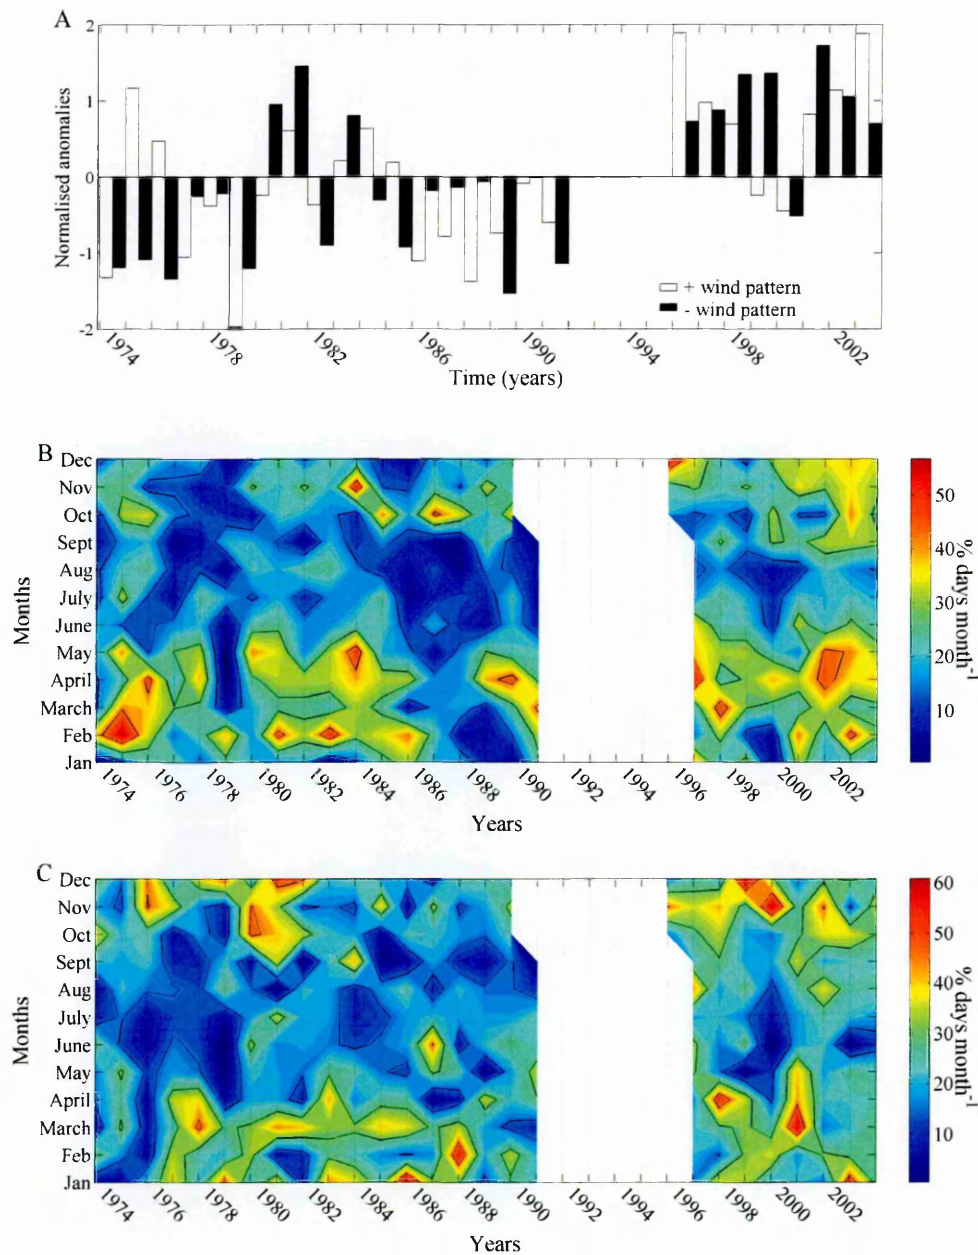 A
2
1
0
-1
-2
Normalised anomalies
+ wind pattern
- wind pattern
1974 1978 1982 1986 1990 1994 1998 2002
Time (years)
B
Dec
Nov
Oct
Sept
Aug
July
June
May
April
March
Feb
Jan
Months
1974 1976 1978 1980 1982 1984 1986 1988 1990 1992 1994 1996 1998 2000 2002
Years
50
40
30
20
10
% days month-1
C
Dec
Nov
Oct
Sept
Aug
July
June
May
April
March
Feb
Jan
Months
1974 1976 1978 1980 1982 1984 1986 1988 1990 1992 1994 1996 1998 2000 2002
Years
60
50
40
30
20
10
% days month-1